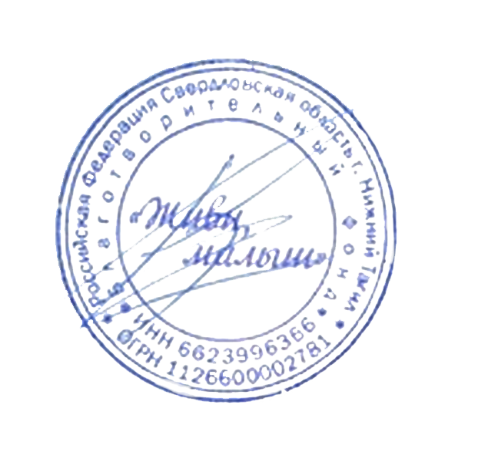 Российская Федерация Свердловская область г. Нижний Тагил
Благотворительный фонд
«Живи,
малыш»
ИНН 6623996366
ОГРН 1126600002781